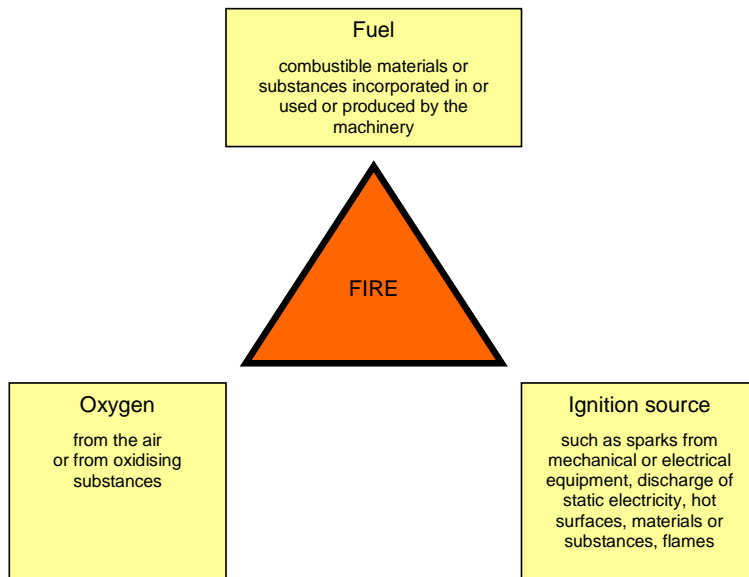 Fuel
combustible materials or
substances incorporated in or
used or produced by the
machinery
FIRE
Oxygen
from the air
or from oxidising
substances
Ignition source
such as sparks from
mechanical or electrical
equipment, discharge of
static electricity, hot
surfaces, materials or
substances, flames